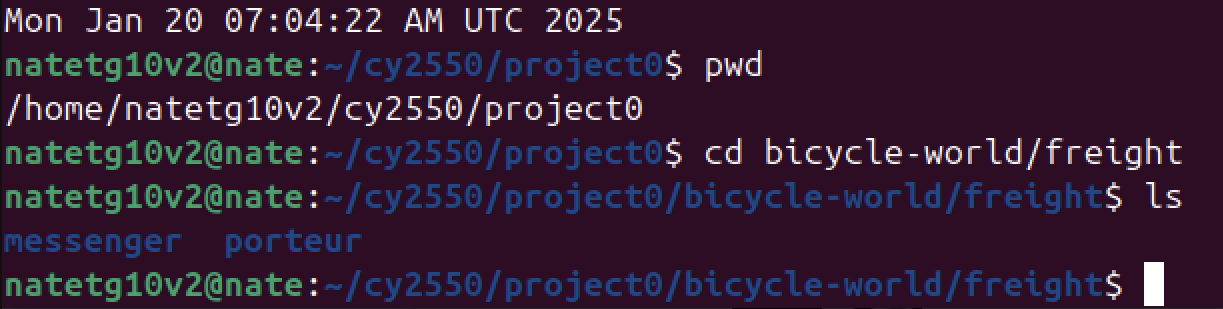 Mon Jan 20 07:04:22 AM UTC 2025
natetg10v2@nate:~/cy2550/project0$ pwd
/home/natetg10v2/cy2550/project0
natetg10v2@nate:~/cy2550/project0$ cd bicycle-world/freight
natetg10v2@nate:~/cy2550/project0/bicycle-world/freight$ ls
messenger  porteur
natetg10v2@nate:~/cy2550/project0/bicycle-world/freight$